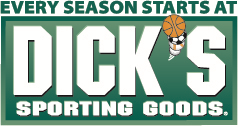 EVERY SEASON STARTS AT
DICK'S
SPORTING GOODS®